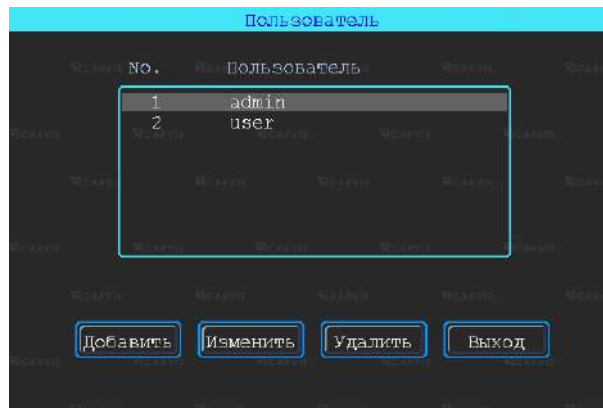 Пользователь
No. Пользователь
1 admin
2 user
Добавить Изменить Удалить Выход